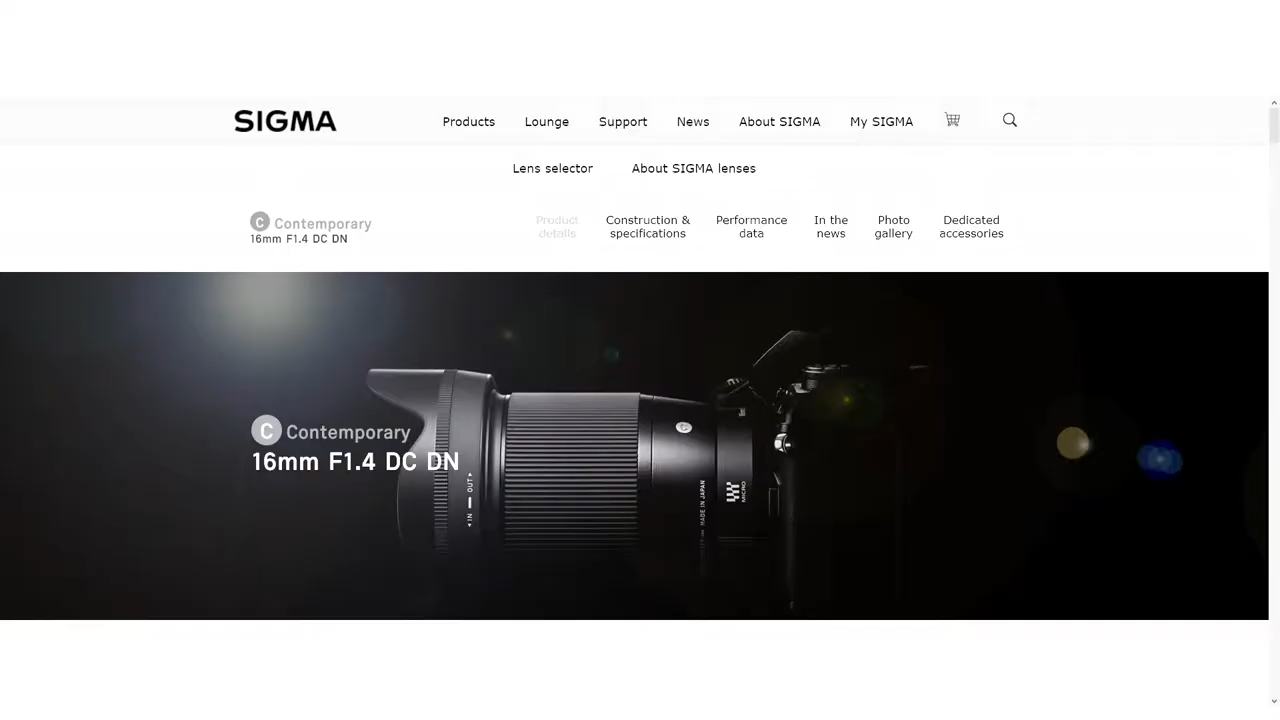 SIGMA
Products Lounge Support News About SIGMA My SIGMA
Lens selector About SIGMA lenses
C Contemporary
16mm F1.4 DC DN
Product details
Construction & specifications
Performance data
In the news
Photo gallery
Dedicated accessories
C Contemporary
16mm F1.4 DC DN
IN OUT
C
MADE IN JAPAN
MICRO